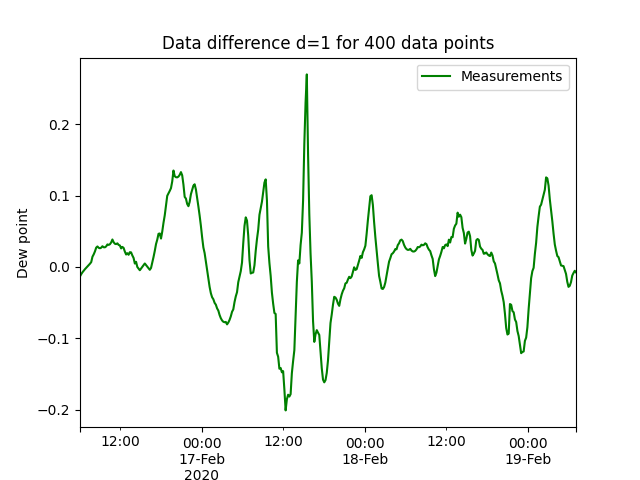 Data difference d=1 for 400 data points
Measurements
Dew point
0.2
0.1
0.0
−0.1
−0.2
12:00
00:00
12:00
00:00
12:00
00:00
17-Feb
18-Feb
19-Feb
2020